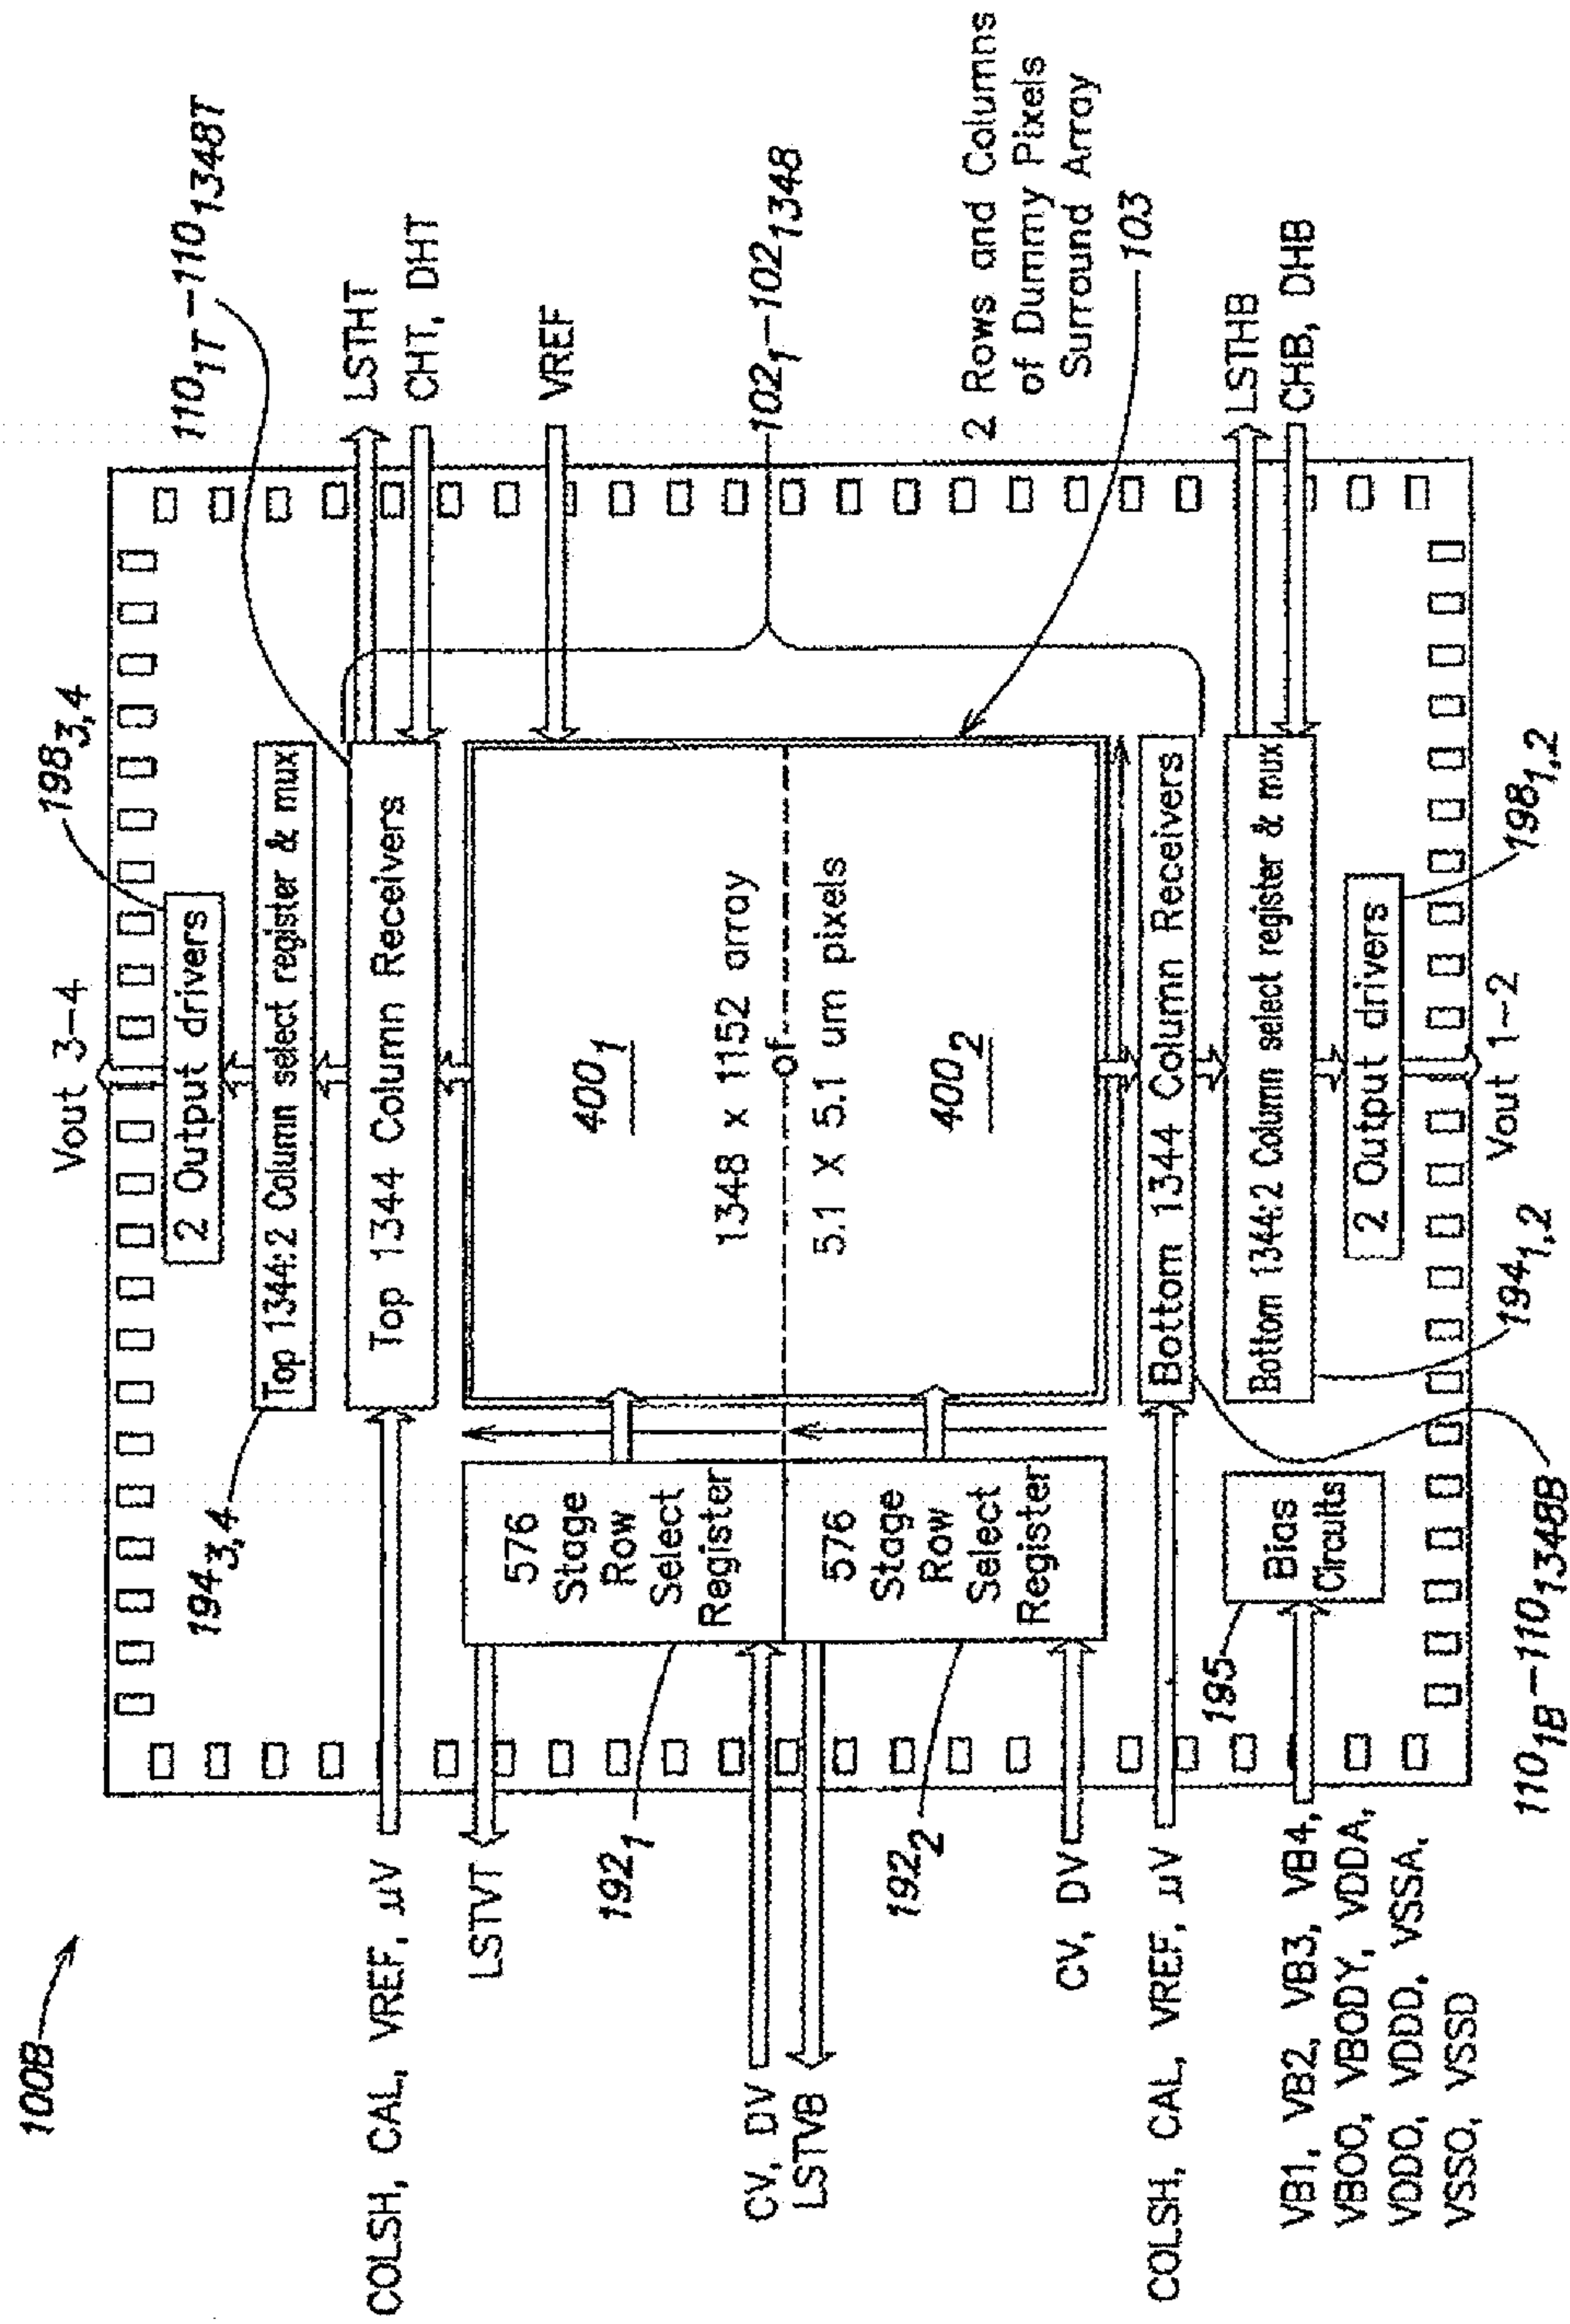 100B
Vout 3-4
198₃,₄
2 Output drivers
194₃,₄
Top 1344:2 Column select register & mux
110₁T-110₁₃₄₈T
Top 1344 Column Receivers
COLSH, CAL, VREF, µV
LSTHT
CHT, DHT
LSTVT
VREF
576
Stage
Row
Select
Register
192₁
400₁
1348 x 1152 array
of
5.1 X 5.1 um pixels
102₁-102₁₃₄₈
CV, DV
LSTVB
576
Stage
Row
Select
Register
192₂
400₂
2 Rows and Columns
of Dummy Pixels
Surround Array
103
CV, DV
COLSH, CAL, VREF, µV
Bottom 1344 Column Receivers
Bottom 1344:2 Column select register & mux
LSTHB
CHB, DHB
195
Bias
Circuits
VB1, VB2, VB3, VB4,
VBOO, VBODY, VDDA,
VDDO, VDDD, VSSA,
VSSO, VSSD
2 Output drivers
198₁,₂
Vout 1-2
194₁,₂
110₁B-110₁₃₄₈B